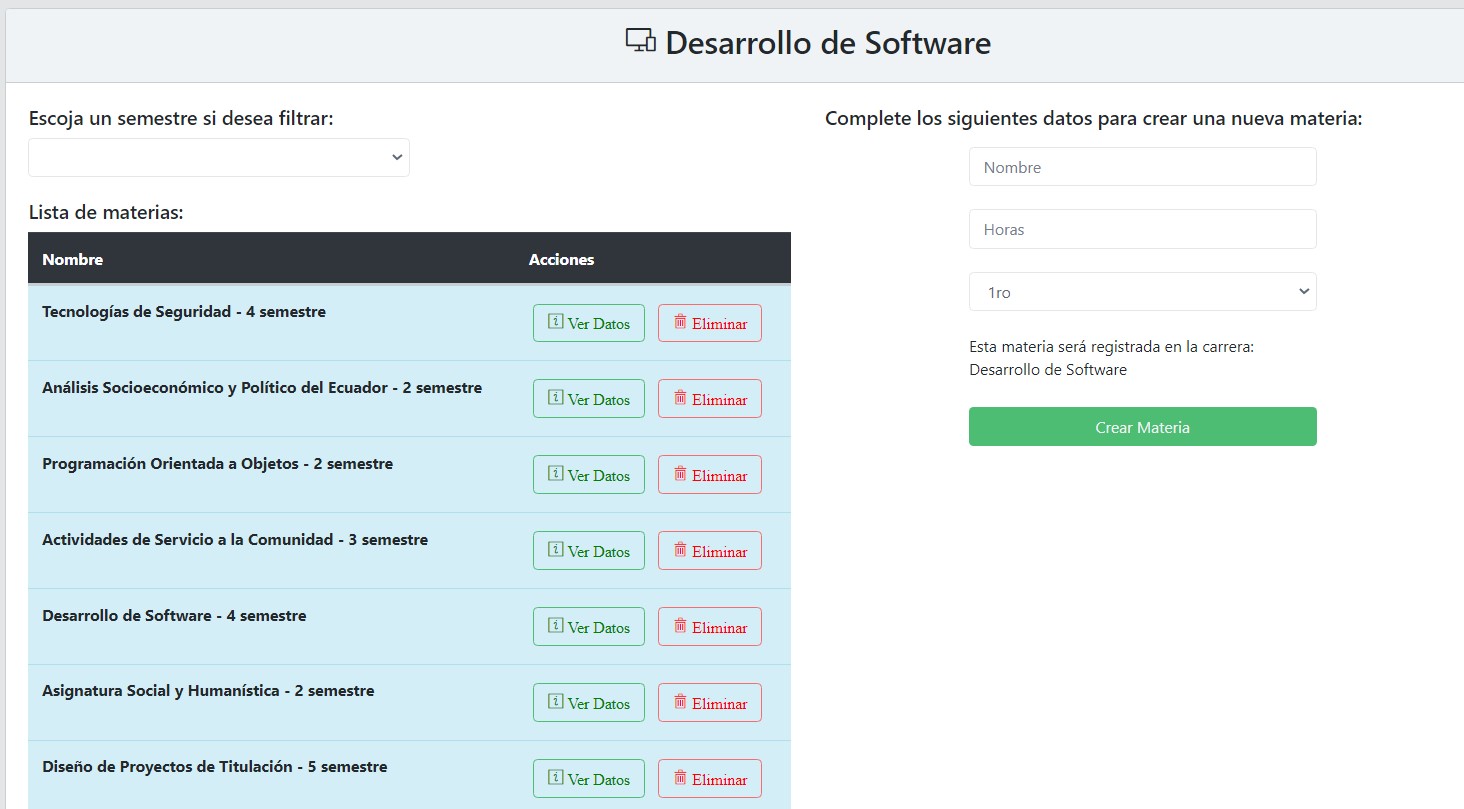 Desarrollo de Software
Escoja un semestre si desea filtrar:
Lista de materias:
Nombre Acciones
Tecnologías de Seguridad - 4 semestre Ver Datos Eliminar
Análisis Socioeconómico y Político del Ecuador - 2 semestre Ver Datos Eliminar
Programación Orientada a Objetos - 2 semestre Ver Datos Eliminar
Actividades de Servicio a la Comunidad - 3 semestre Ver Datos Eliminar
Desarrollo de Software - 4 semestre Ver Datos Eliminar
Asignatura Social y Humanística - 2 semestre Ver Datos Eliminar
Diseño de Proyectos de Titulación - 5 semestre Ver Datos Eliminar
Complete los siguientes datos para crear una nueva materia:
Nombre
Horas
1ro
Esta materia será registrada en la carrera:
Desarrollo de Software
Crear Materia